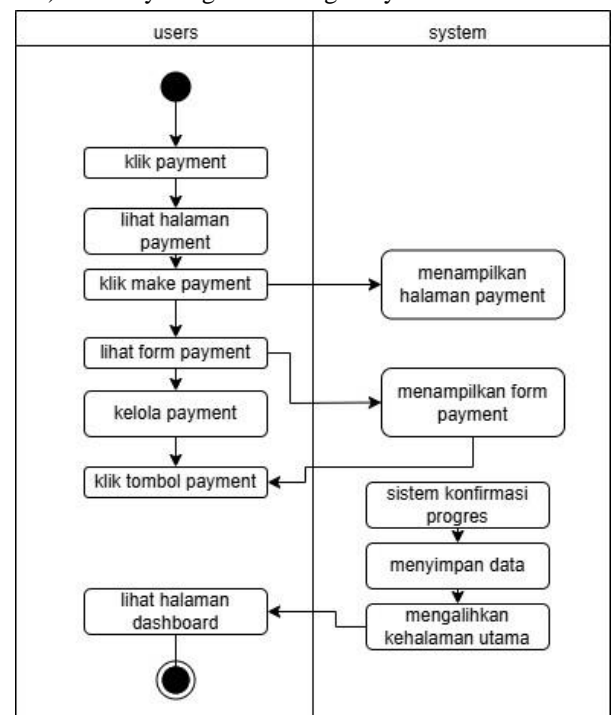 users
system
klik payment
lihat halaman
payment
klik make payment
menampilkan
halaman payment
lihat form payment
menampilkan form
payment
kelola payment
klik tombol payment
sistem konfirmasi
progres
menyimpan data
lihat halaman
dashboard
mengalihkan
kehalaman utama